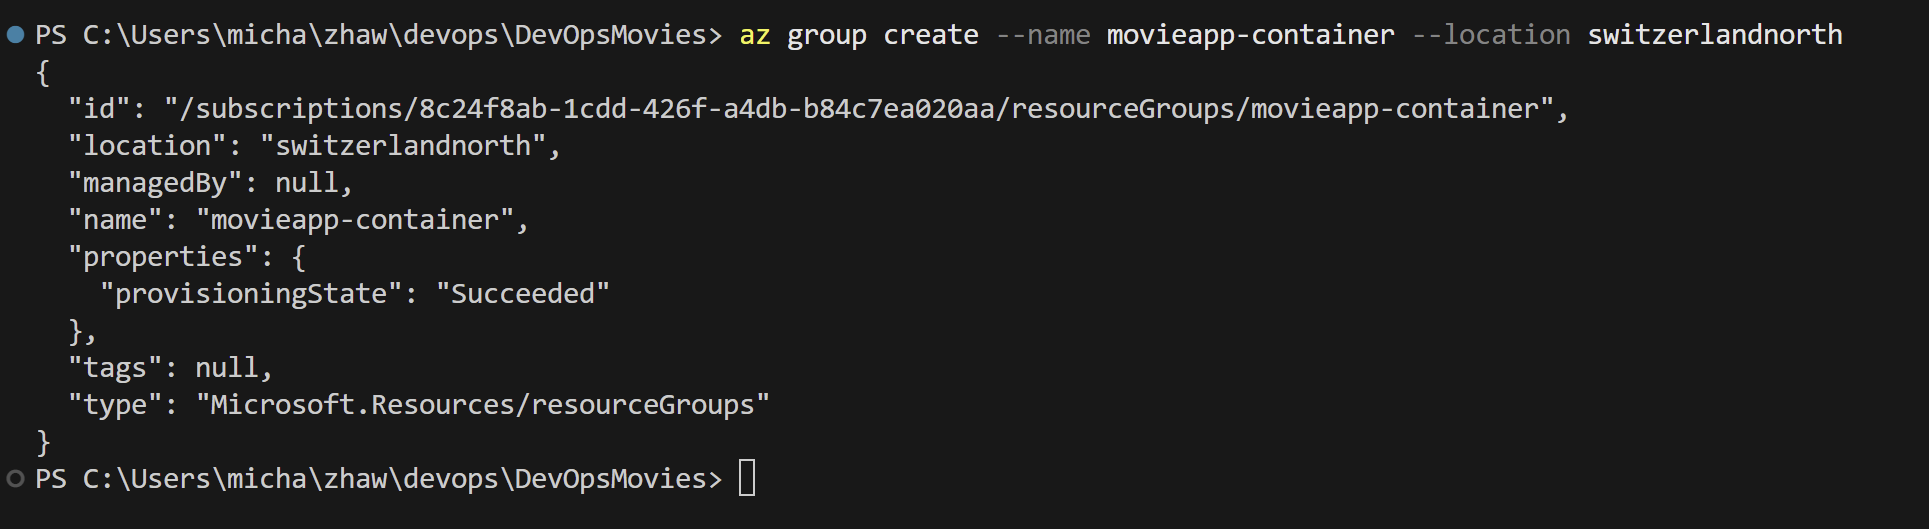 PS C:\Users\micha\zhaw\devops\DevOpsMovies> az group create --name movieapp-container --location switzerlandnorth
{
  "id": "/subscriptions/8c24f8ab-1cdd-426f-a4db-b84c7ea020aa/resourceGroups/movieapp-container",
  "location": "switzerlandnorth",
  "managedBy": null,
  "name": "movieapp-container",
  "properties": {
    "provisioningState": "Succeeded"
  },
  "tags": null,
  "type": "Microsoft.Resources/resourceGroups"
}
PS C:\Users\micha\zhaw\devops\DevOpsMovies>